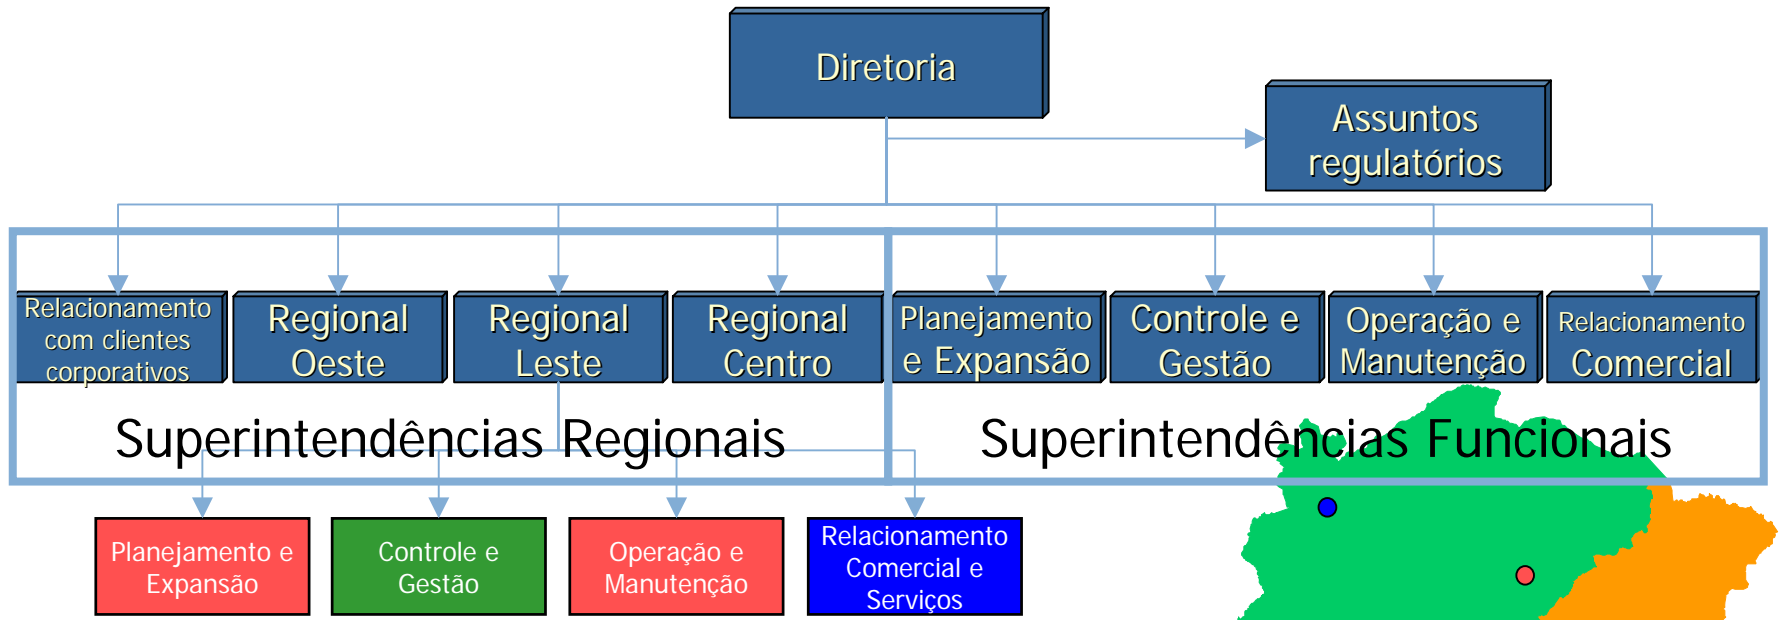 Diretoria
Assuntos
regulatórios
Relacionamento
com clientes
corporativos
Regional
Oeste
Regional
Leste
Regional
Centro
Planejamento
e Expansão
Controle e
Gestão
Operação e
Manutenção
Relacionamento
Comercial
Superintendências Regionais
Superintendências Funcionais
Planejamento e
Expansão
Controle e
Gestão
Operação e
Manutenção
Relacionamento
Comercial e
Serviços